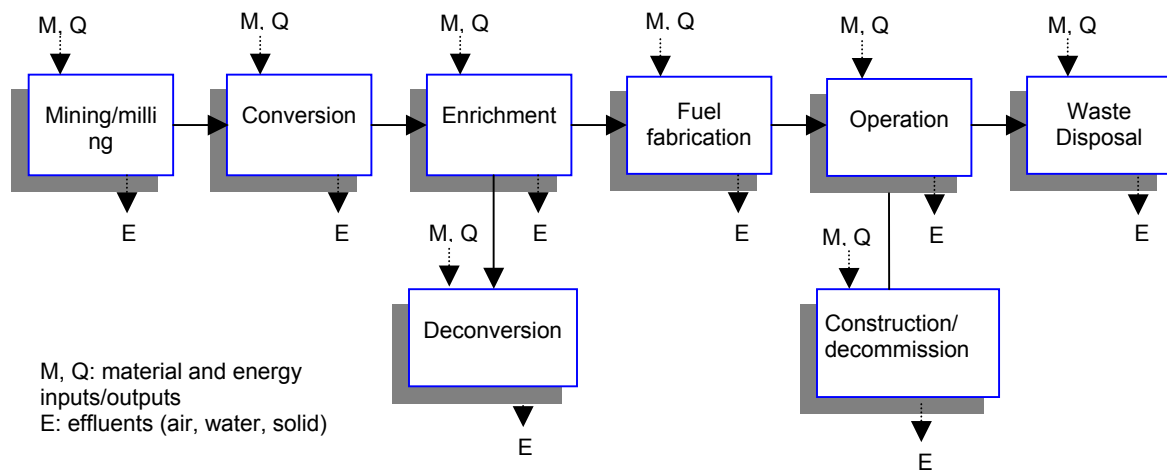 M, Q
M, Q
M, Q
M, Q
M, Q
M, Q
Mining/milli
ng
Conversion
Enrichment
Fuel
fabrication
Operation
Waste
Disposal
E
E
E
E
E
E
M, Q
M, Q
Deconversion
Construction/
decommission
E
E
M, Q: material and energy
inputs/outputs
E: effluents (air, water, solid)